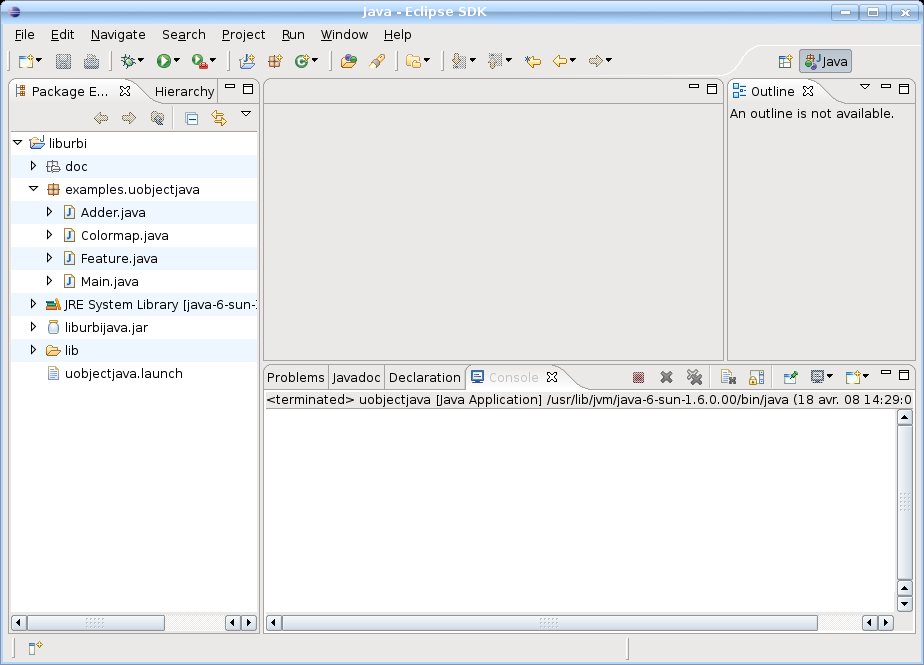 Java - Eclipse SDK
File Edit Navigate Search Project Run Window Help
Java
Package E... Hierarchy
Outline
An outline is not available.
liburbi
doc
examples.uobjectjava
Adder.java
Colormap.java
Feature.java
Main.java
JRE System Library [java-6-sun-
liburbijava.jar
lib
uobjectjava.launch
Problems Javadoc Declaration Console
<terminated> uobjectjava [Java Application] /usr/lib/jvm/java-6-sun-1.6.0.00/bin/java (18 avr. 08 14:29:0